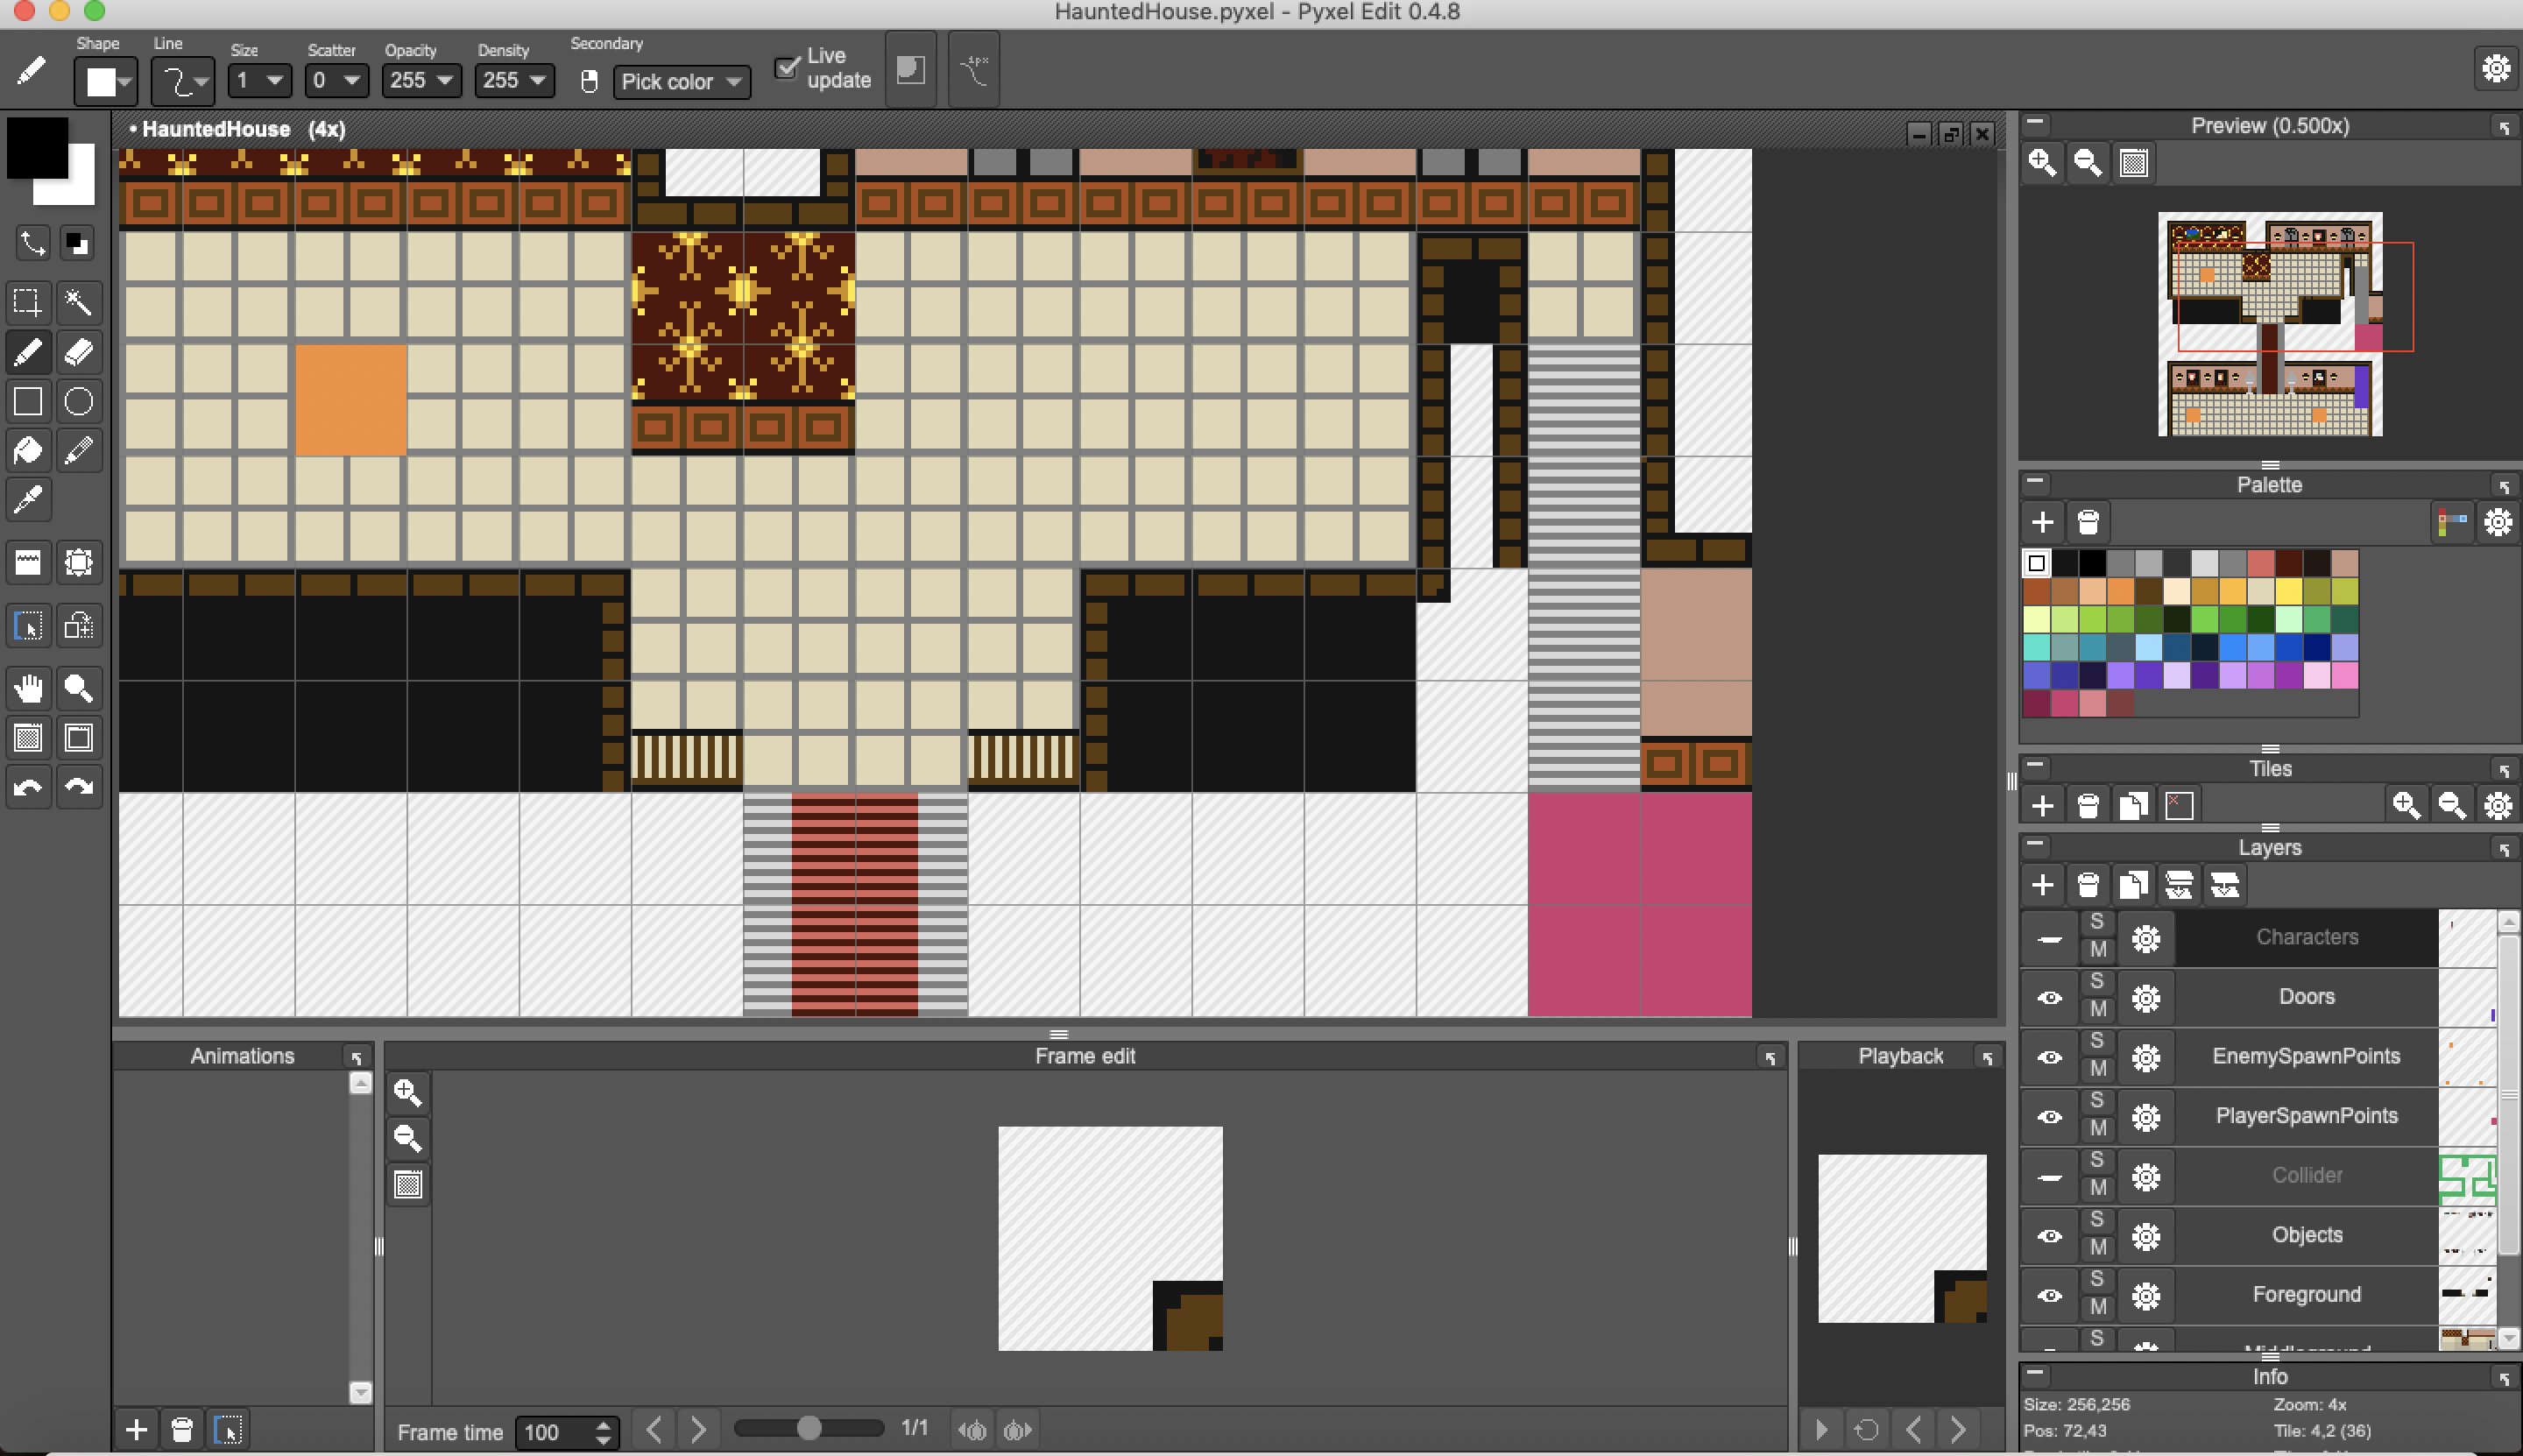 HauntedHouse.pyxel - Pyxel Edit 0.4.8
Shape Line Size Scatter Opacity Density Secondary
1 0 255 255 Pick color Live update 1px
• HauntedHouse (4x)
Preview (0.500x)
Palette
Tiles
Layers
S
M
Characters
S
M
Doors
S
M
EnemySpawnPoints
S
M
PlayerSpawnPoints
S
M
Collider
S
M
Objects
S
M
Foreground
S
Animations
Frame edit
Playback
Frame time 100 1/1
Info
Size: 256,256 Zoom: 4x
Pos: 72,43 Tile: 4,2 (36)